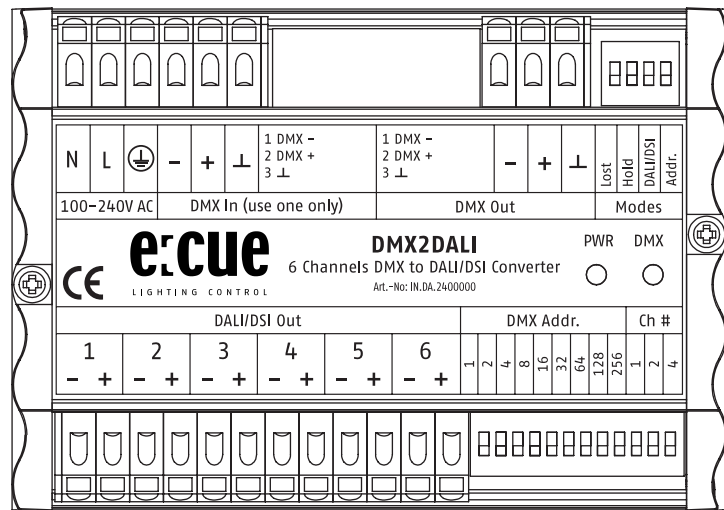 N L − + ⊥
1 DMX −
2 DMX +
3 ⊥
1 DMX −
2 DMX +
3 ⊥
− + ⊥
Lost
Hold
DALI/DSI
Addr.
100-240V AC DMX In (use one only) DMX Out Modes
CE
e:cue
LIGHTING CONTROL
DMX2DALI
6 Channels DMX to DALI/DSI Converter
Art.-No: IN.DA.2400000
PWR DMX
DALI/DSI Out DMX Addr. Ch #
1 2 3 4 5 6
− + − + − + − + − + − +
1 2 4 8 16 32 64 128 256 1 2 4